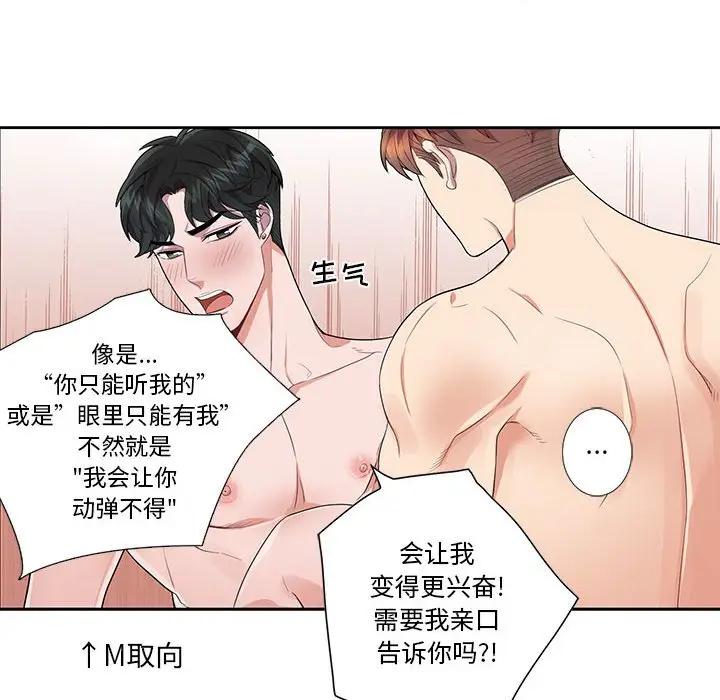 生气
像是...
“你只能听我的”
或是”眼里只能有我”
不然就是
"我会让你
动弹不得"
...
会让我
变得更兴奋!
需要我亲口
告诉你吗?!
↑M取向